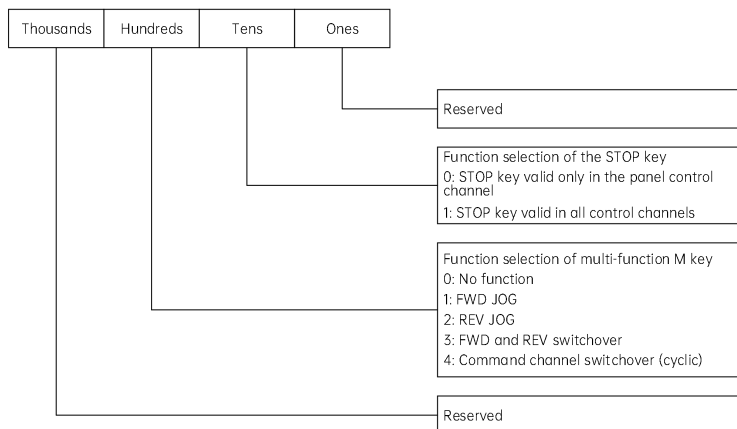 Thousands Hundreds Tens Ones
Reserved
Function selection of the STOP key
0: STOP key valid only in the panel control
channel
1: STOP key valid in all control channels
Function selection of multi-function M key
0: No function
1: FWD JOG
2: REV JOG
3: FWD and REV switchover
4: Command channel switchover (cyclic)
Reserved